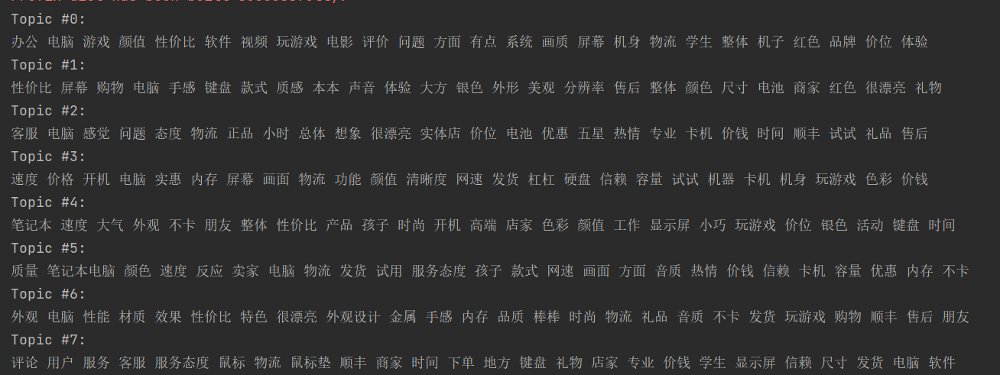 Topic #0:
办公 电脑 游戏 颜值 性价比 软件 视频 玩游戏 电影 评价 问题 方面 有点 系统 画质 屏幕 机身 物流 学生 整体 机子 红色 品牌 价位 体验
Topic #1:
性价比 屏幕 购物 电脑 手感 键盘 款式 质感 本本 声音 体验 大方 银色 外形 美观 分辨率 售后 整体 颜色 尺寸 电池 商家 红色 很漂亮 礼物
Topic #2:
客服 电脑 感觉 问题 态度 物流 正品 小时 总体 想象 很漂亮 实体店 价位 电池 优惠 五星 热情 专业 卡机 价钱 时间 顺丰 试试 礼品 售后
Topic #3:
速度 价格 开机 电脑 实惠 内存 屏幕 画面 物流 功能 颜值 清晰度 网速 发货 杠杠 硬盘 信赖 容量 试试 机器 卡机 机身 玩游戏 色彩 价钱
Topic #4:
笔记本 速度 大气 外观 不卡 朋友 整体 性价比 产品 孩子 时尚 开机 高端 店家 色彩 颜值 工作 显示屏 小巧 玩游戏 价位 银色 活动 键盘 时间
Topic #5:
质量 笔记本电脑 颜色 速度 反应 卖家 电脑 物流 发货 试用 服务态度 孩子 款式 网速 画面 方面 音质 热情 价钱 信赖 卡机 容量 优惠 内存 不卡
Topic #6:
外观 电脑 性能 材质 效果 性价比 特色 很漂亮 外观设计 金属 手感 内存 品质 棒棒 时尚 物流 礼品 音质 不卡 发货 玩游戏 购物 顺丰 售后 朋友
Topic #7:
评论 用户 服务 客服 服务态度 鼠标 物流 鼠标垫 顺丰 商家 时间 下单 地方 键盘 礼物 店家 专业 价钱 学生 显示屏 信赖 尺寸 发货 电脑 软件